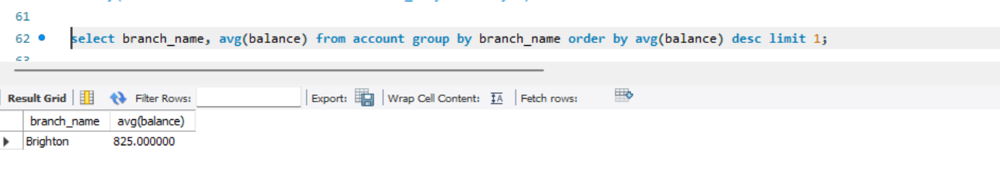 61
62 select branch_name, avg(balance) from account group by branch_name order by avg(balance) desc limit 1;
Result Grid Filter Rows: Export: Wrap Cell Content: Fetch rows:
branch_name avg(balance)
Brighton 825.000000